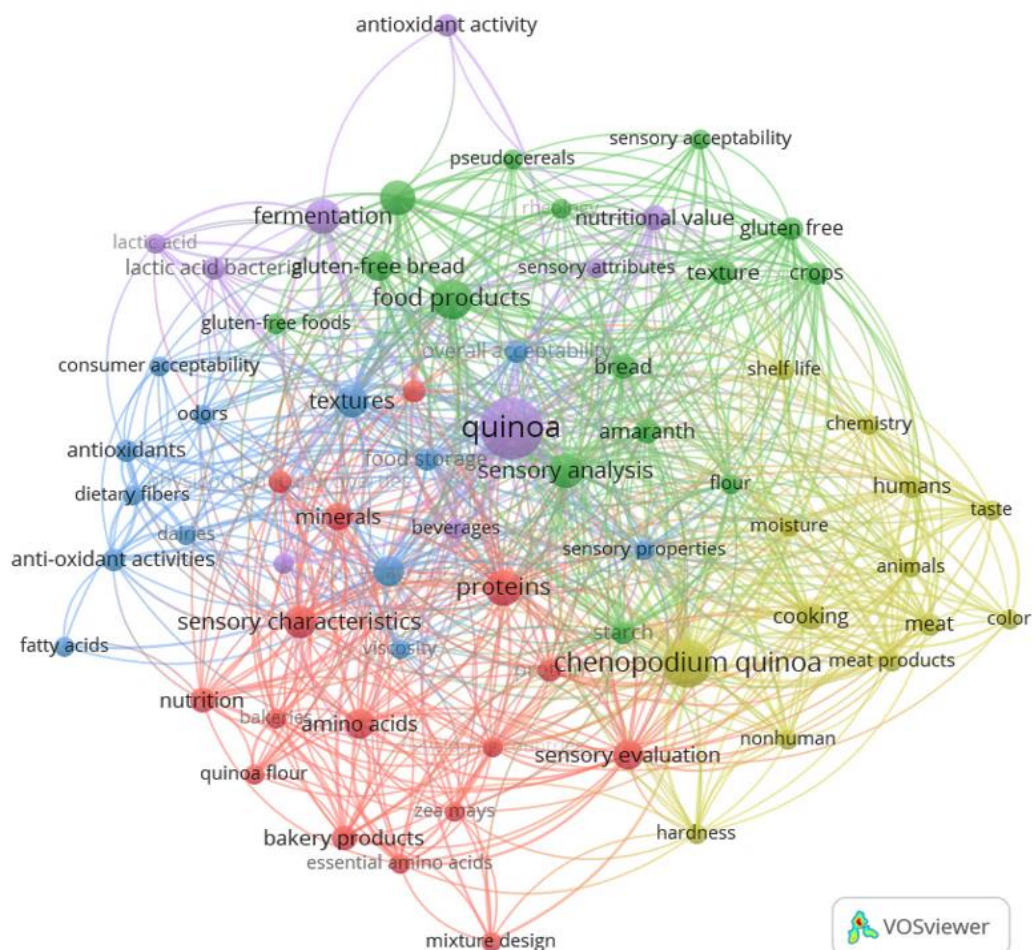 antioxidant activity
sensory acceptability
pseudocereals
rheology
fermentation
nutritional value
gluten free
lactic acid
lactic acid bacteria
gluten-free bread
sensory attributes
texture
crops
food products
gluten-free foods
overall acceptability
consumer acceptability
bread
shelf life
textures
odors
chemistry
quinoa
amaranth
antioxidants
food storage
sensory analysis
dietary fibers
flour
humans
minerals
beverages
moisture
taste
dairies
sensory properties
anti-oxidant activities
animals
proteins
sensory characteristics
cooking
meat
color
starch
fatty acids
viscosity
chenopodium quinoa
meat products
nutrition
bakeries
amino acids
nonhuman
sensory evaluation
quinoa flour
zea mays
hardness
bakery products
essential amino acids
mixture design
VOSviewer